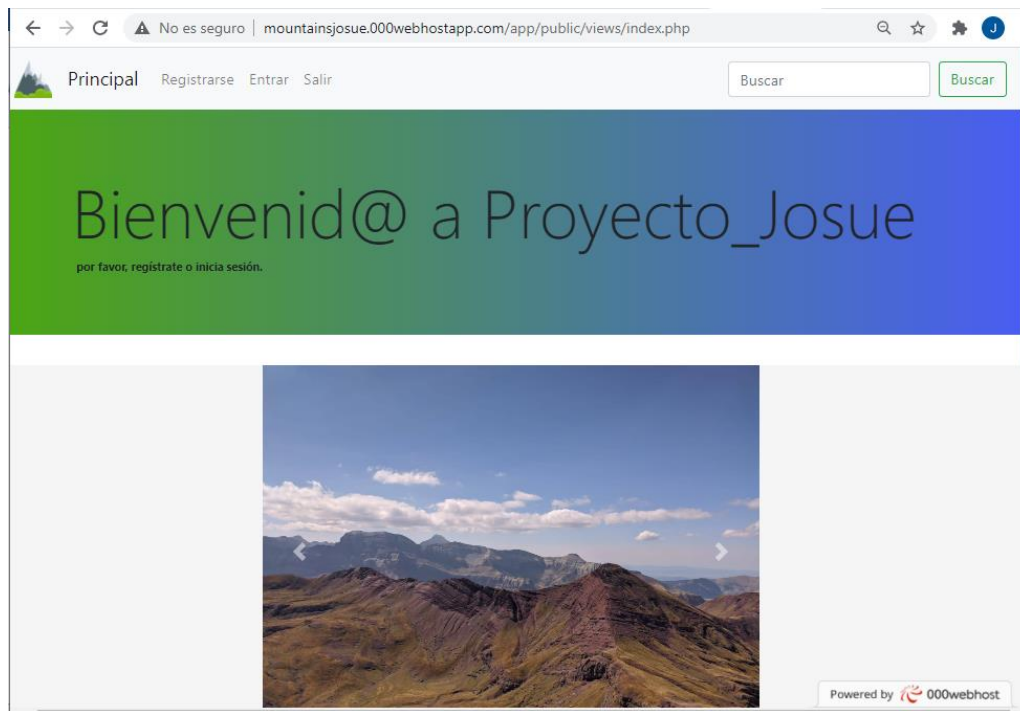 No es seguro | mountainsjosue.000webhostapp.com/app/public/views/index.php J
Principal Registrarse Entrar Salir Buscar Buscar
Bienvenid@ a Proyecto_Josue
por favor, regístrate o inicia sesión.
Powered by 000webhost